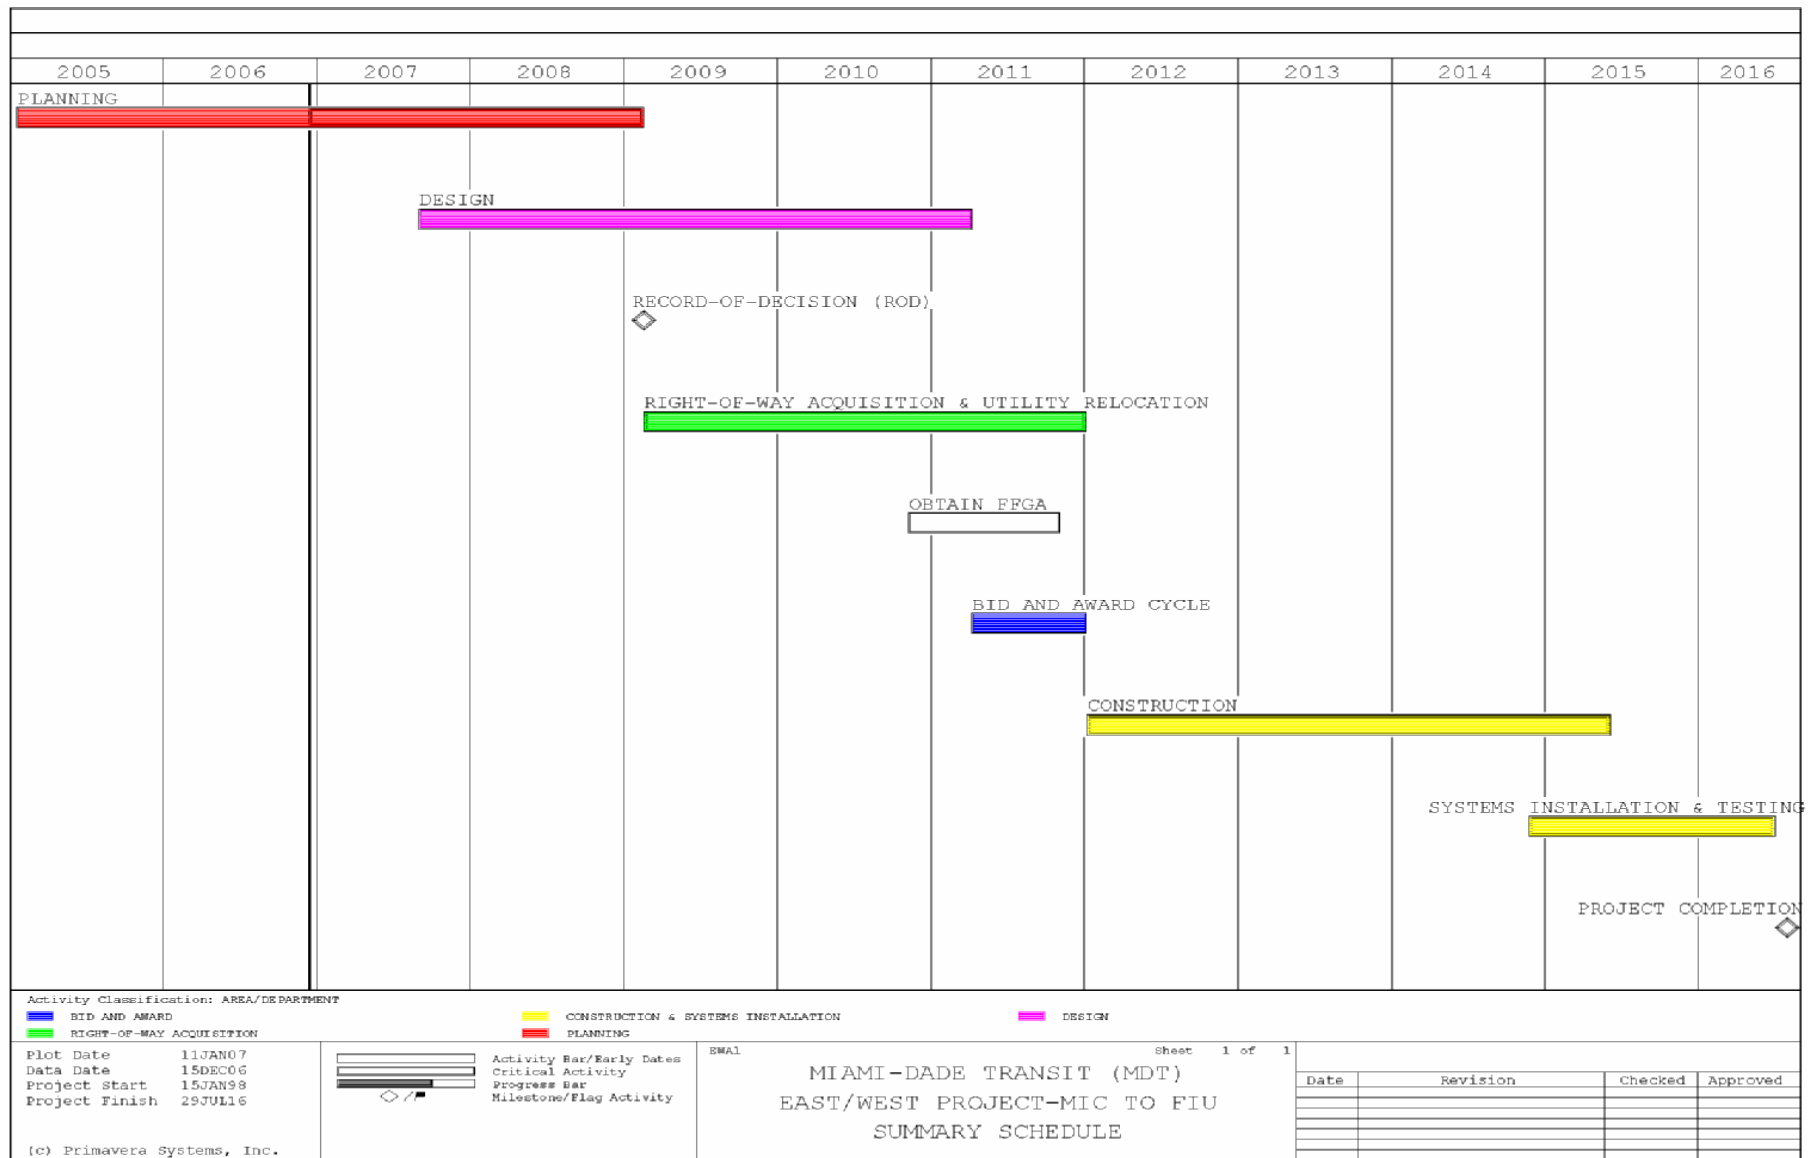 2005 2006 2007 2008 2009 2010 2011 2012 2013 2014 2015 2016
PLANNING
DESIGN
RECORD-OF-DECISION (ROD)
RIGHT-OF-WAY ACQUISITION & UTILITY RELOCATION
OBTAIN FFGA
BID AND AWARD CYCLE
CONSTRUCTION
SYSTEMS INSTALLATION & TESTING
PROJECT COMPLETION
Activity Classification: AREA/DEPARTMENT
BID AND AWARD CONSTRUCTION & SYSTEMS INSTALLATION DESIGN
RIGHT-OF-WAY ACQUISITION PLANNING
Plot Date 11JAN07
Data Date 15DEC06
Project Start 15JAN98
Project Finish 29JUL16
(c) Primavera Systems, Inc.
Activity Bar/Early Dates
Critical Activity
Progress Bar
Milestone/Flag Activity
EWA1 Sheet 1 of 1
MIAMI-DADE TRANSIT (MDT)
EAST/WEST PROJECT-MIC TO FIU
SUMMARY SCHEDULE
Date Revision Checked Approved